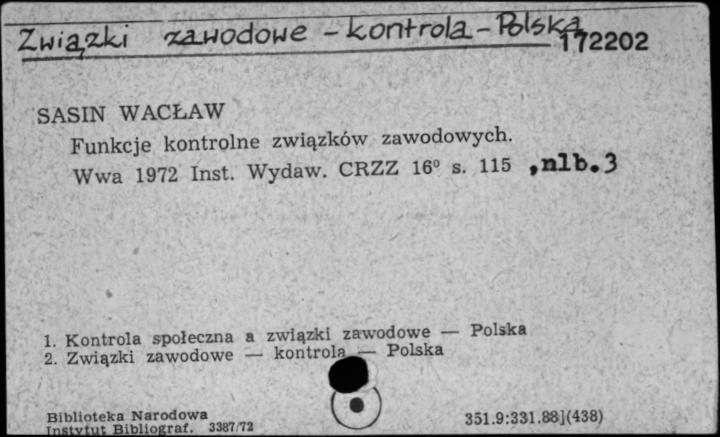 Związki zawodowe - kontrola - Polska
172202
SASIN WACŁAW
Funkcje kontrolne związków zawodowych.
Wwa 1972 Inst. Wydaw. CRZZ 16⁰ s. 115 ,nlb.3
1. Kontrola społeczna a związki zawodowe — Polska
2. Związki zawodowe — kontrola — Polska
Biblioteka Narodowa
Instytut Bibliograf. 3387/72
351.9:331.88](438)